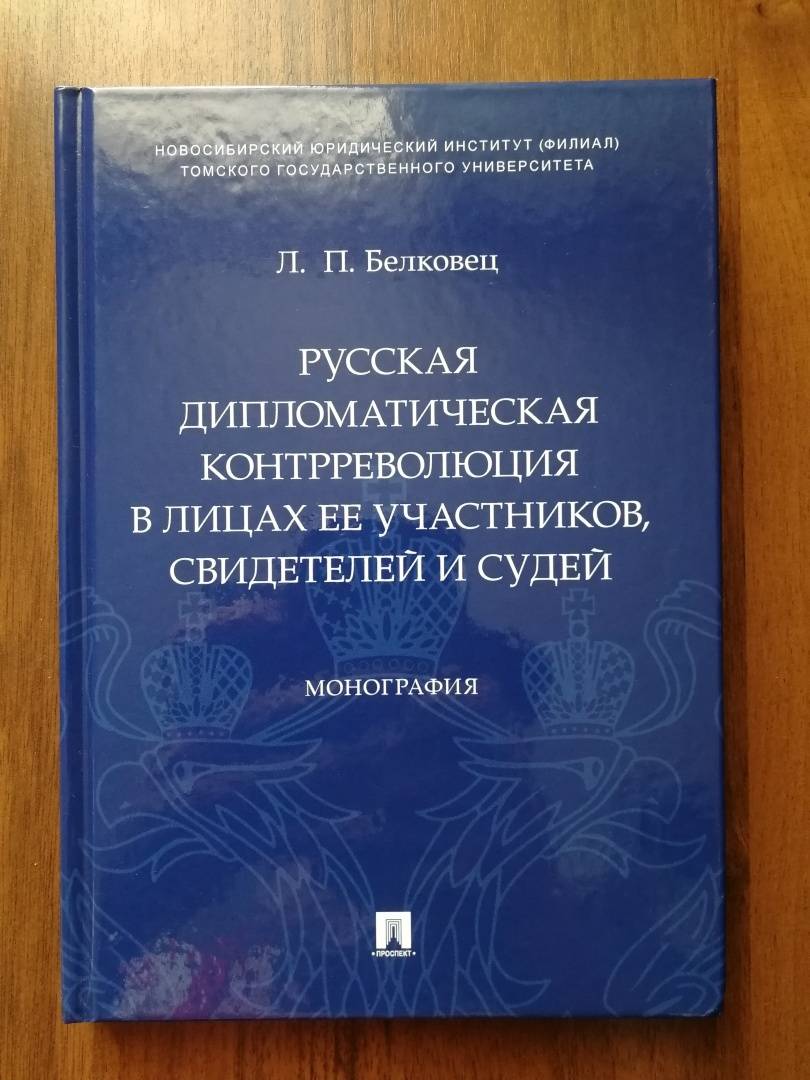 НОВОСИБИРСКИЙ ЮРИДИЧЕСКИЙ ИНСТИТУТ (ФИЛИАЛ)
ТОМСКОГО ГОСУДАРСТВЕННОГО УНИВЕРСИТЕТА
Л. П. Белковец
РУССКАЯ
ДИПЛОМАТИЧЕСКАЯ
КОНТРРЕВОЛЮЦИЯ
В ЛИЦАХ ЕЕ УЧАСТНИКОВ,
СВИДЕТЕЛЕЙ И СУДЕЙ
МОНОГРАФИЯ
• ПРОСПЕКТ •